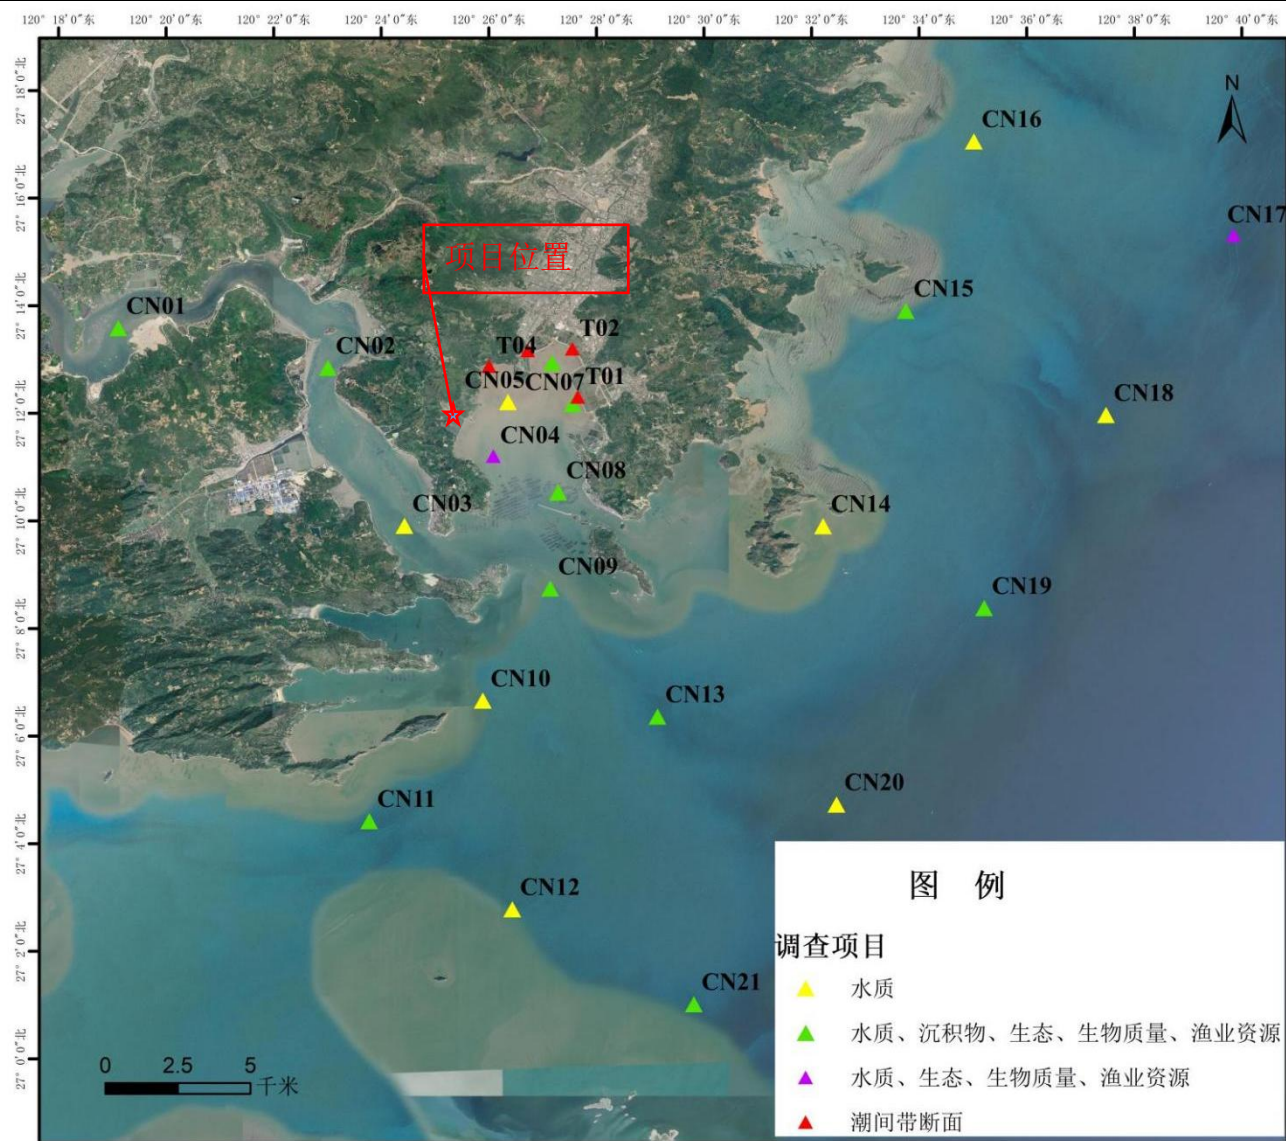 120° 18′0″东 120° 20′0″东 120° 22′0″东 120° 24′0″东 120° 26′0″东 120° 28′0″东 120° 30′0″东 120° 32′0″东 120° 34′0″东 120° 36′0″东 120° 38′0″东 120° 40′0″东
27° 18′0″北
N
CN16
27° 16′0″北
CN17
项目位置
27° 14′0″北
CN01
CN15
T02
CN02
T04
CN05
CN07
T01
27° 12′0″北
CN18
CN04
CN08
CN03
CN14
27° 10′0″北
CN09
CN19
27° 8′0″北
CN10
CN13
27° 6′0″北
CN20
CN11
27° 4′0″北
CN12
27° 2′0″北
CN21
27° 0′0″北
0 2.5 5
千米
图 例
调查项目
水质
水质、沉积物、生态、生物质量、渔业资源
水质、生态、生物质量、渔业资源
潮间带断面